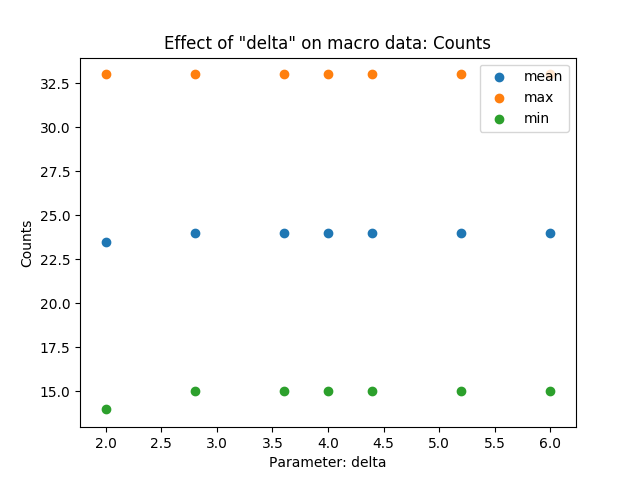 Effect of "delta" on macro data: Counts
mean
max
min
Counts
32.5
30.0
27.5
25.0
22.5
20.0
17.5
15.0
2.0 2.5 3.0 3.5 4.0 4.5 5.0 5.5 6.0
Parameter: delta